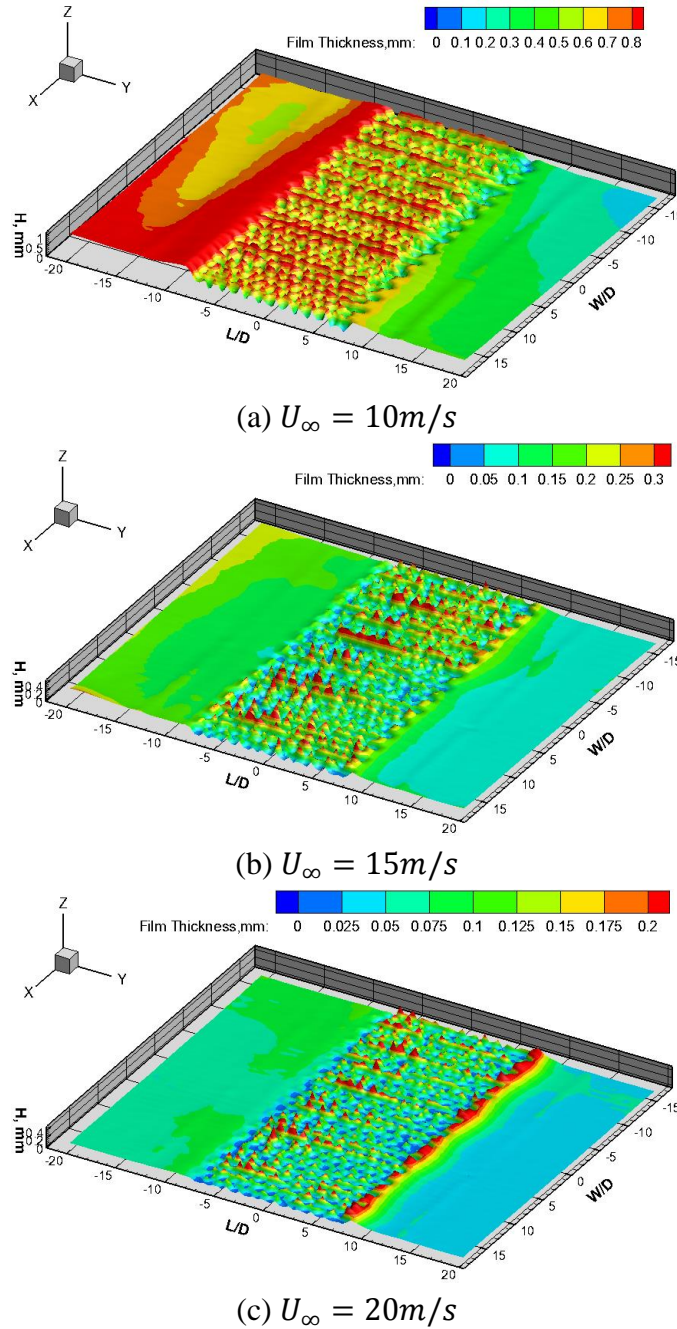 Z
Y
X
Film Thickness,mm: 0 0.1 0.2 0.3 0.4 0.5 0.6 0.7 0.8
H, mm
1
0.5
0
-20 -15 -10 -5 0 5 10 15 20
L/D
-15 -10 -5 0 5 10 15
W/D
(a) U∞ = 10m/s
Z
Y
X
Film Thickness,mm: 0 0.05 0.1 0.15 0.2 0.25 0.3
H, mm
0.4
0.2
0
-20 -15 -10 -5 0 5 10 15 20
L/D
-15 -10 -5 0 5 10 15
W/D
(b) U∞ = 15m/s
Z
Y
X
Film Thickness,mm: 0 0.025 0.05 0.075 0.1 0.125 0.15 0.175 0.2
H, mm
0.4
0.2
0
-20 -15 -10 -5 0 5 10 15 20
L/D
-15 -10 -5 0 5 10 15
W/D
(c) U∞ = 20m/s